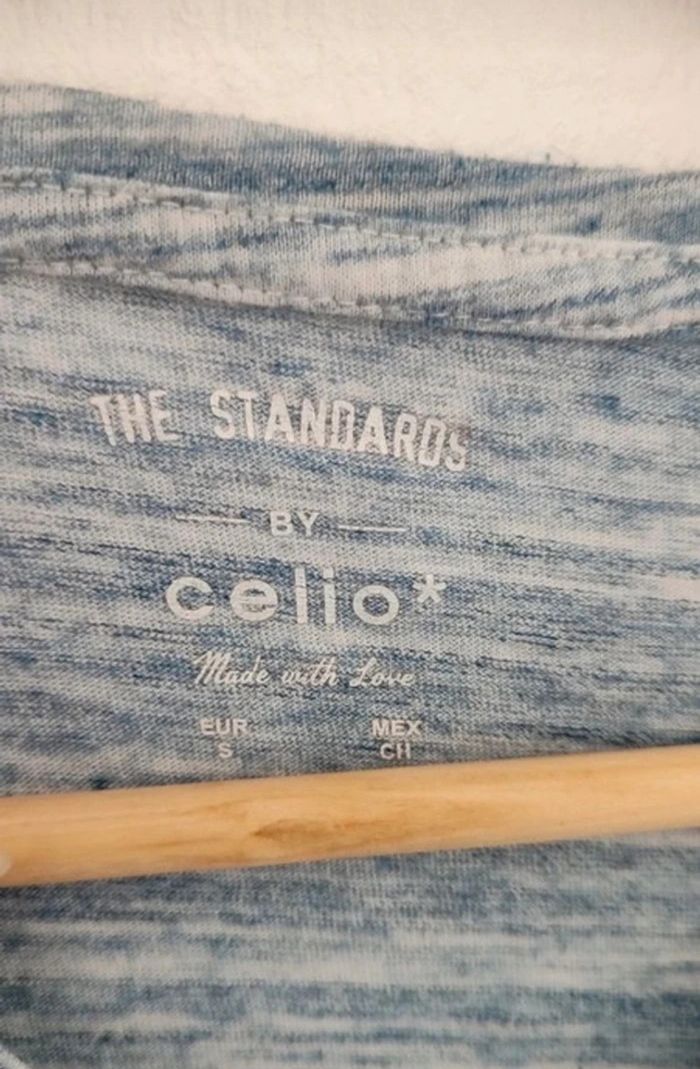 THE STANDARDS
BY
celio*
Made with Love
EUR MEX
S CH